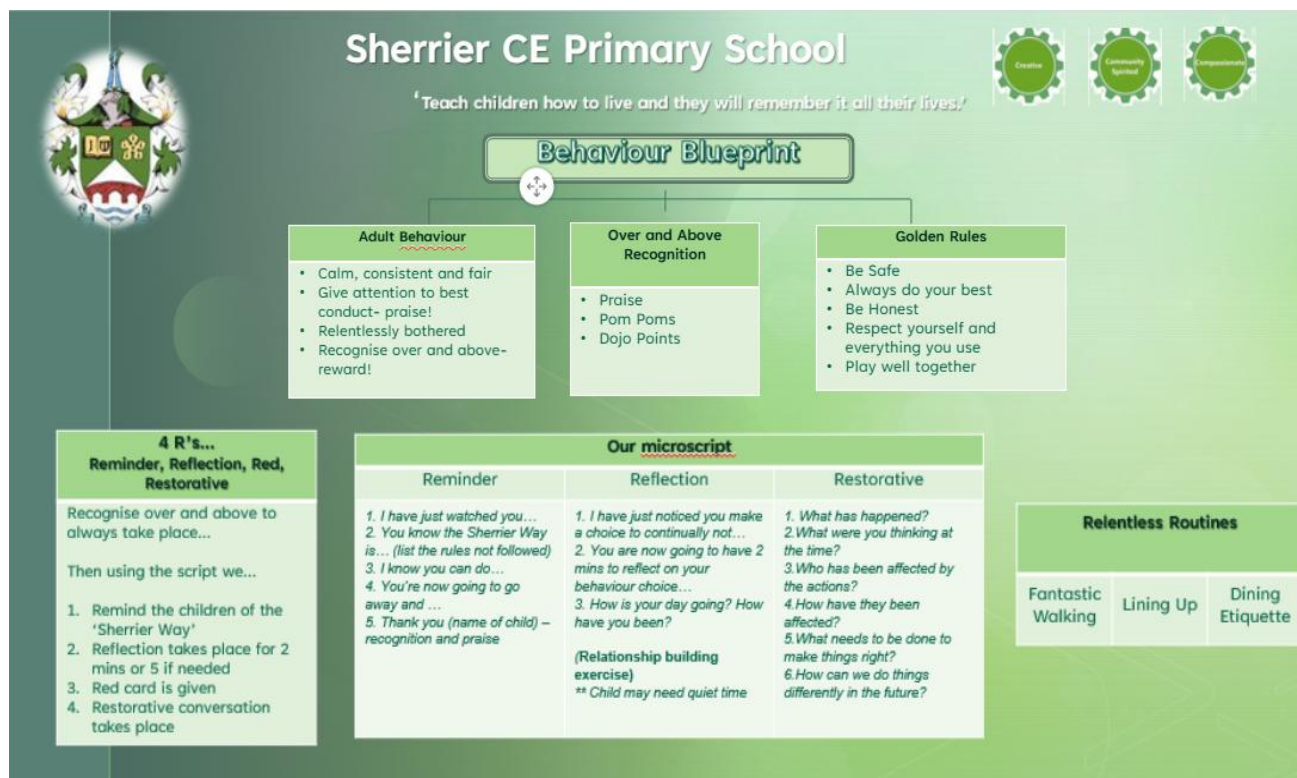 Sherrier CE Primary School
‘Teach children how to live and they will remember it all their lives.’
Creative
Community
Spirited
Compassionate
Behaviour Blueprint
Adult Behaviour
• Calm, consistent and fair
• Give attention to best
conduct- praise!
• Relentlessly bothered
• Recognise over and above-
reward!
Over and Above
Recognition
• Praise
• Pom Poms
• Dojo Points
Golden Rules
• Be Safe
• Always do your best
• Be Honest
• Respect yourself and
everything you use
• Play well together
4 R's...
Reminder, Reflection, Red,
Restorative
Recognise over and above to
always take place...
Then using the script we...
1. Remind the children of the
‘Sherrier Way’
2. Reflection takes place for 2
mins or 5 if needed
3. Red card is given
4. Restorative conversation
takes place
Our microscript
Reminder
1. I have just watched you…
2. You know the Sherrier Way
is… (list the rules not followed)
3. I know you can do…
4. You're now going to go
away and …
5. Thank you (name of child) –
recognition and praise
Reflection
1. I have just noticed you make
a choice to continually not…
2. You are now going to have 2
mins to reflect on your
behaviour choice…
3. How is your day going? How
have you been?
(Relationship building
exercise)
** Child may need quiet time
Restorative
1. What has happened?
2.What were you thinking at
the time?
3.Who has been affected by
the actions?
4.How have they been
affected?
5.What needs to be done to
make things right?
6.How can we do things
differently in the future?
Relentless Routines
Fantastic
Walking
Lining Up
Dining
Etiquette